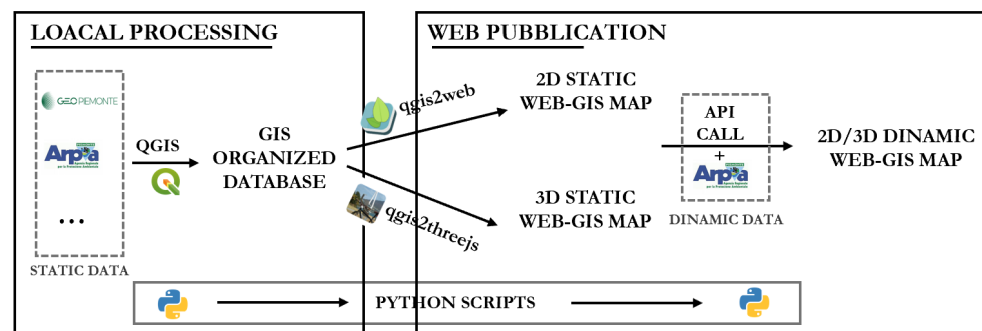 LOACAL PROCESSING
GEOPIEMONTE
Arpa
...
STATIC DATA
QGIS
GIS
ORGANIZED
DATABASE
qgis2web
qgis2threejs
WEB PUBBLICATION
2D STATIC
WEB-GIS MAP
3D STATIC
WEB-GIS MAP
API
CALL
+
Arpa
DINAMIC DATA
2D/3D DINAMIC
WEB-GIS MAP
PYTHON SCRIPTS